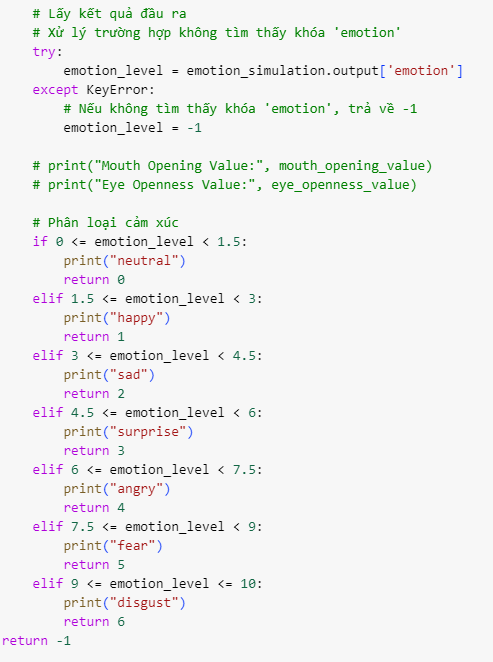 # Lấy kết quả đầu ra
# Xử lý trường hợp không tìm thấy khóa 'emotion'
try:
    emotion_level = emotion_simulation.output['emotion']
except KeyError:
    # Nếu không tìm thấy khóa 'emotion', trả về -1
    emotion_level = -1

# print("Mouth Opening Value:", mouth_opening_value)
# print("Eye Openness Value:", eye_openness_value)

# Phân loại cảm xúc
if 0 <= emotion_level < 1.5:
    print("neutral")
    return 0
elif 1.5 <= emotion_level < 3:
    print("happy")
    return 1
elif 3 <= emotion_level < 4.5:
    print("sad")
    return 2
elif 4.5 <= emotion_level < 6:
    print("surprise")
    return 3
elif 6 <= emotion_level < 7.5:
    print("angry")
    return 4
elif 7.5 <= emotion_level < 9:
    print("fear")
    return 5
elif 9 <= emotion_level <= 10:
    print("disgust")
    return 6
return -1